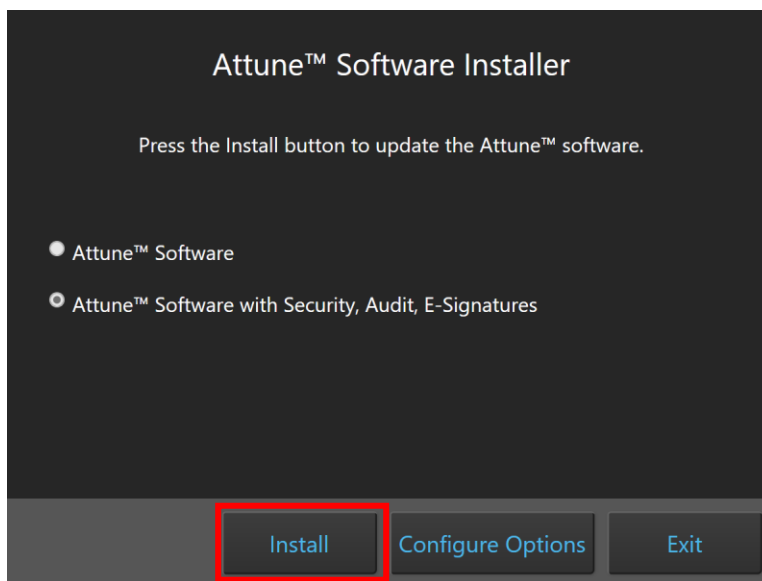 Attune™ Software Installer
Press the Install button to update the Attune™ software.
Attune™ Software
Attune™ Software with Security, Audit, E-Signatures
Install
Configure Options
Exit